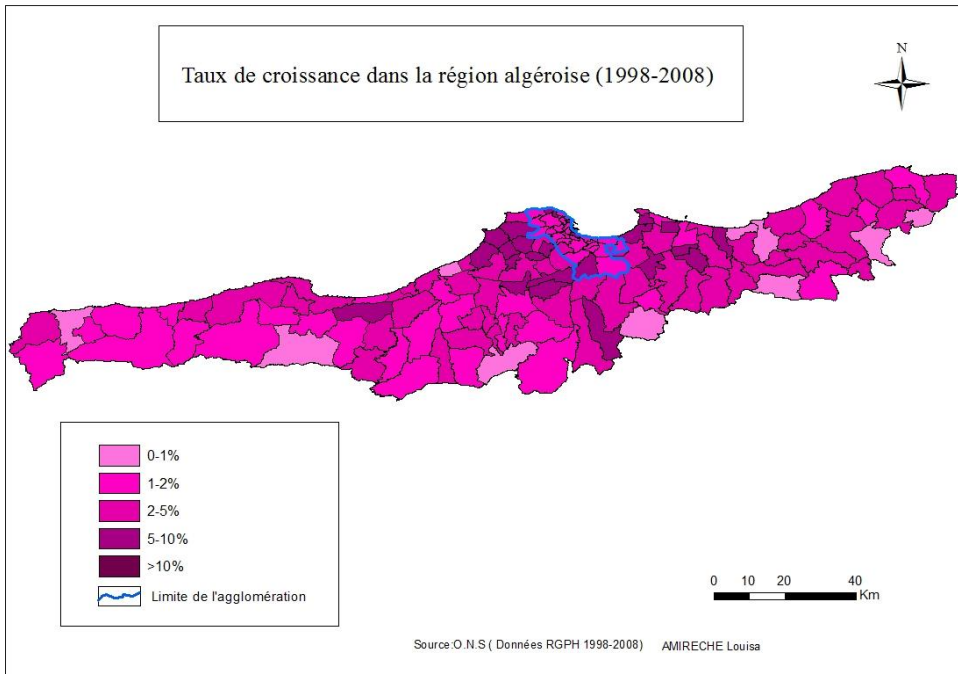 Taux de croissance dans la région algéroise (1998-2008)
N
0-1%
1-2%
2-5%
5-10%
>10%
Limite de l'agglomération
0 10 20 40
Km
Source:O.N.S ( Données RGPH 1998-2008) AMIRECHE Louisa